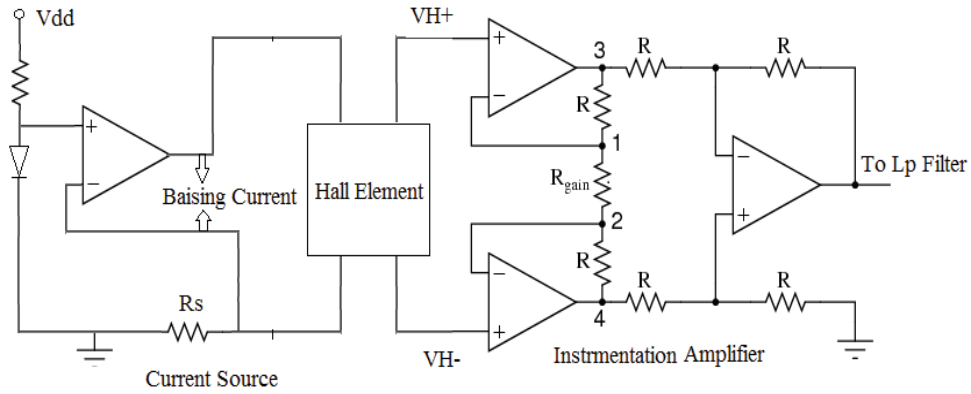 Vdd
+
−
Baising Current
Rs
Current Source
Hall Element
VH+
VH-
+
−
3
R
R
R
1
Rgain
2
R
−
+
4
R
R
−
+
To Lp Filter
Instrmentation Amplifier